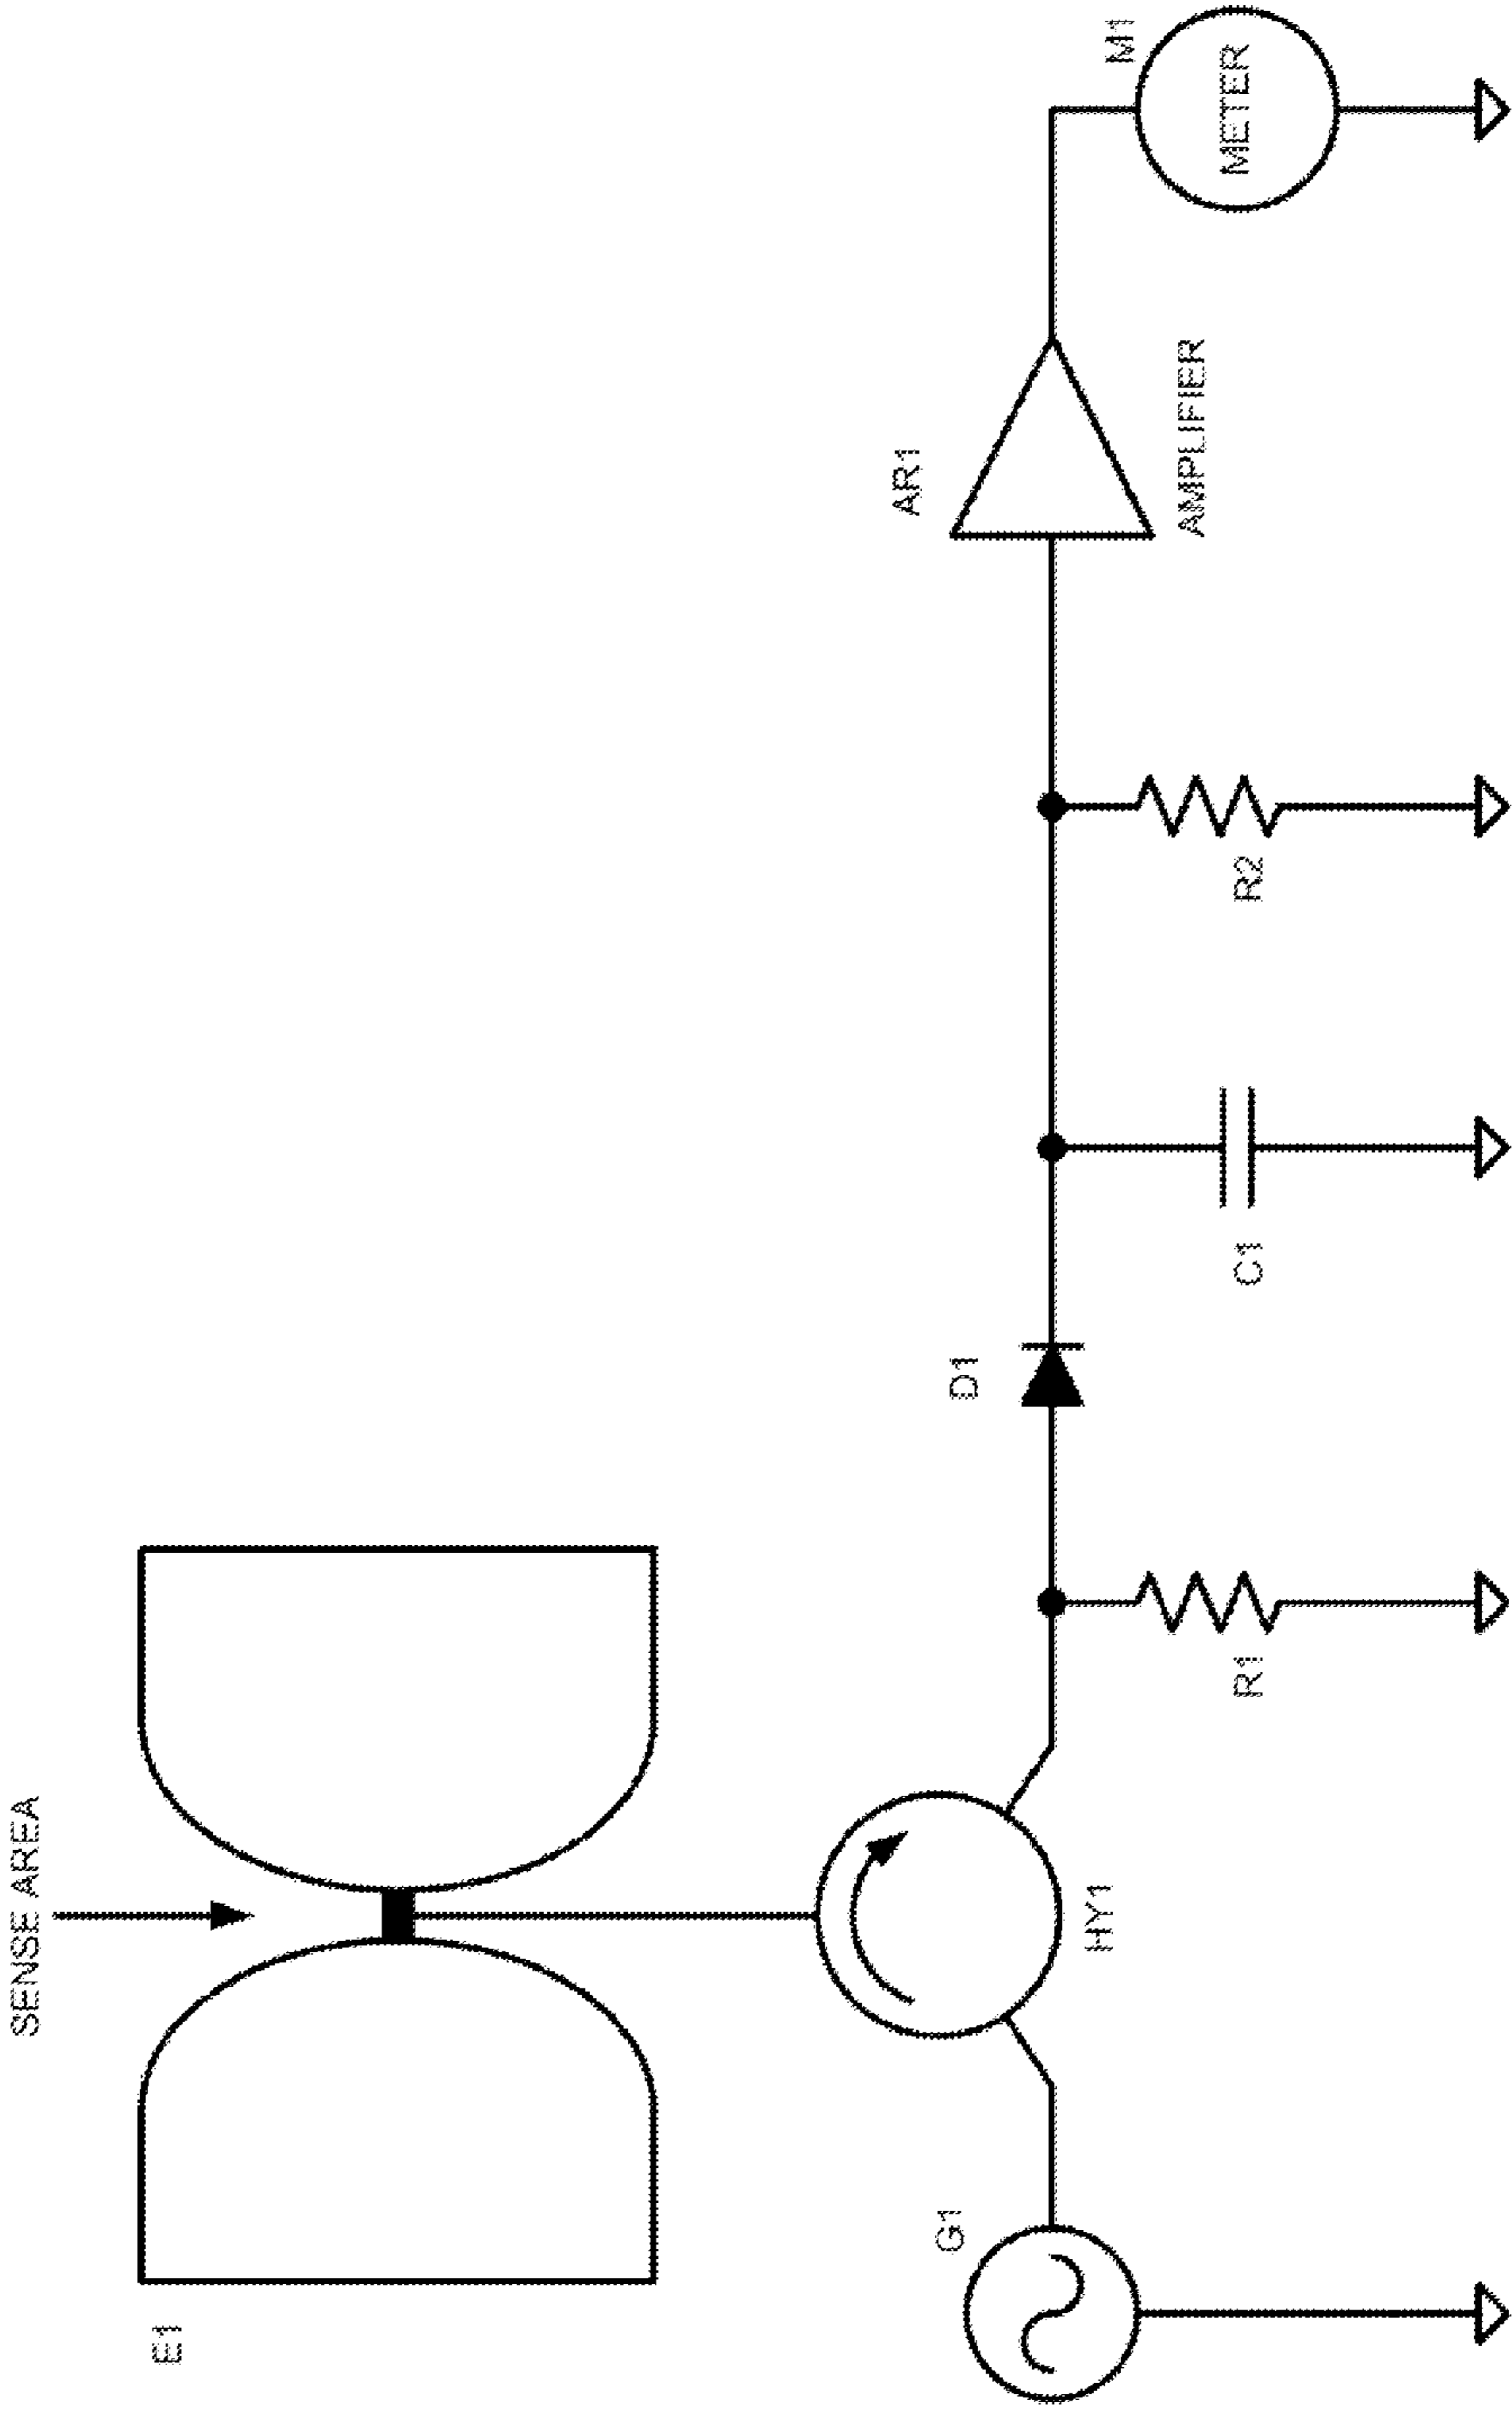 SENSE AREA
E1
G1
HY1
R1
D1
C1
R2
AR1
AMPLIFIER
M1
METER